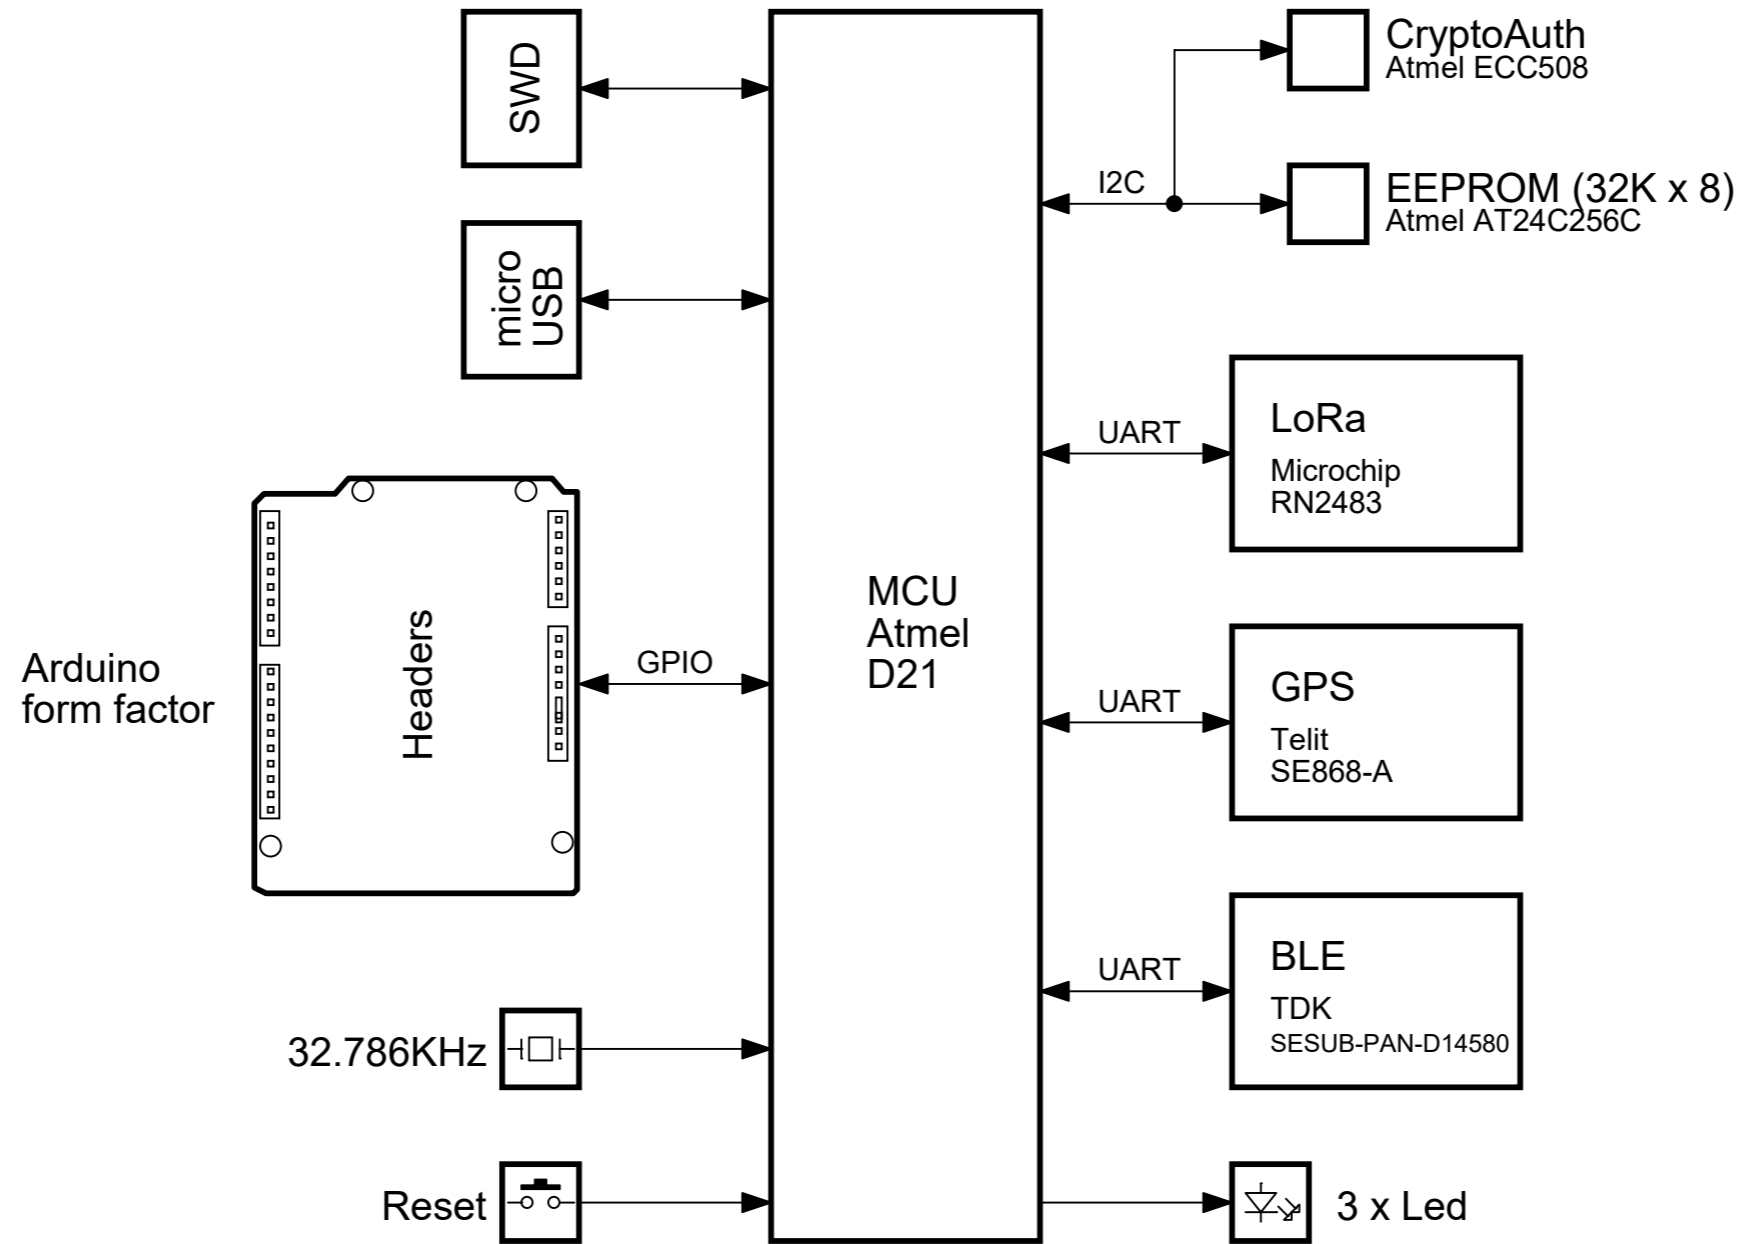 SWD
micro
USB
Arduino
form factor
Headers
GPIO
32.786KHz
Reset
MCU
Atmel
D21
I2C
CryptoAuth
Atmel ECC508
EEPROM (32K x 8)
Atmel AT24C256C
UART
LoRa
Microchip
RN2483
UART
GPS
Telit
SE868-A
UART
BLE
TDK
SESUB-PAN-D14580
3 x Led